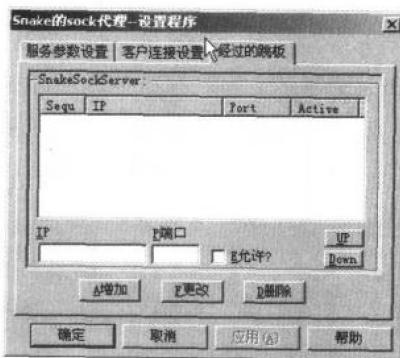 Snake的sock代理--设置程序
服务参数设置 客户连接设置 经过的跳板
SnakeSockServer:
Sequ IP Port Active
IP P端口 UP
E允许? Down
A增加 E更改 D删除
确定 取消 应用(A) 帮助